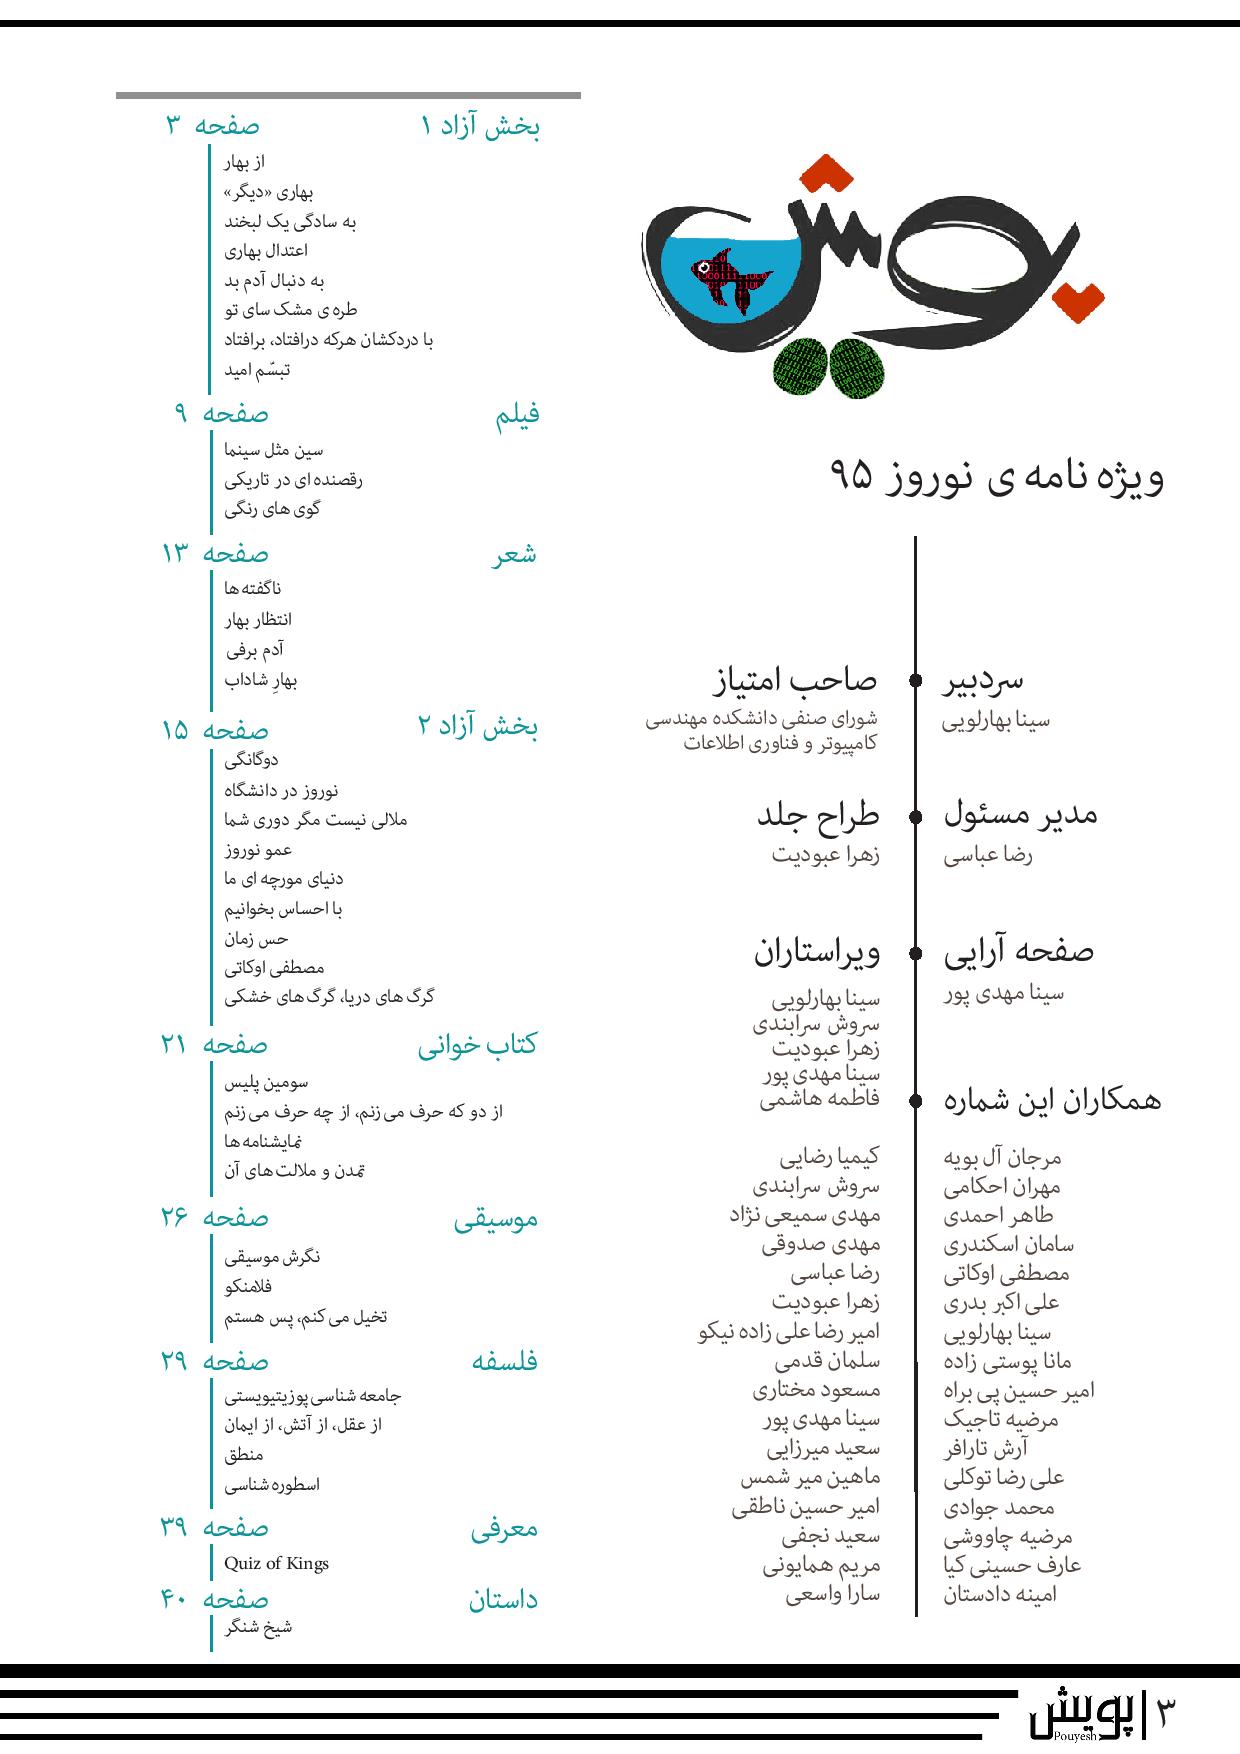 پویش
ویژه نامه ی نوروز ۹۵
سردبیر
سینا بهارلویی
صاحب امتیاز
شورای صنفی دانشکده مهندسی
کامپیوتر و فناوری اطلاعات
مدیر مسئول
رضا عباسی
طراح جلد
زهرا عبودیت
صفحه آرایی
سینا مهدی پور
ویراستاران
سینا بهارلویی
سروش سرابندی
زهرا عبودیت
سینا مهدی پور
فاطمه هاشمی
همکاران این شماره
مرجان آل بویه
مهران احکامی
طاهر احمدی
سامان اسکندری
مصطفی اوکاتی
علی اکبر بدری
سینا بهارلویی
مانا پوستی زاده
امیر حسین پی براه
مرضیه تاجیک
آرش تارافر
علی رضا توکلی
محمد جوادی
مرضیه چاووشی
عارف حسینی کیا
امینه دادستان
کیمیا رضایی
سروش سرابندی
مهدی سمیعی نژاد
مهدی صدوقی
رضا عباسی
زهرا عبودیت
امیر رضا علی زاده نیکو
سلمان قدمی
مسعود مختاری
سینا مهدی پور
سعید میرزایی
ماهین میر شمس
امیر حسین ناطقی
سعید نجفی
مریم همایونی
سارا واسعی
بخش آزاد ۱ صفحه ۳
از بهار
بهاری «دیگر»
به سادگی یک لبخند
اعتدال بهاری
به دنبال آدم بد
طره ی مشک سای تو
با دردکشان هرکه درافتاد، برافتاد
تبسّم امید
فیلم صفحه ۹
سین مثل سینما
رقصنده ای در تاریکی
گوی های رنگی
شعر صفحه ۱۳
ناگفته ها
انتظار بهار
آدم برفی
بهارِ شاداب
بخش آزاد ۲ صفحه ۱۵
دوگانگی
نوروز در دانشگاه
ملالی نیست مگر دوری شما
عمو نوروز
دنیای مورچه ای ما
با احساس بخوانیم
حس زمان
مصطفی اوکاتی
گرگ های دریا، گرگ های خشکی
کتاب خوانی صفحه ۲۱
سومین پلیس
از دو که حرف می زنم، از چه حرف می زنم
نمایشنامه ها
تمدن و ملالت های آن
موسیقی صفحه ۲۶
نگرش موسیقی
فلامنکو
تخیل می کنم، پس هستم
فلسفه صفحه ۲۹
جامعه شناسی پوزیتیویستی
از عقل، از آتش، از ایمان
منطق
اسطوره شناسی
معرفی صفحه ۳۹
Quiz of Kings
داستان صفحه ۴۰
شیخ شنگر
۳ پویش
Pouyesh